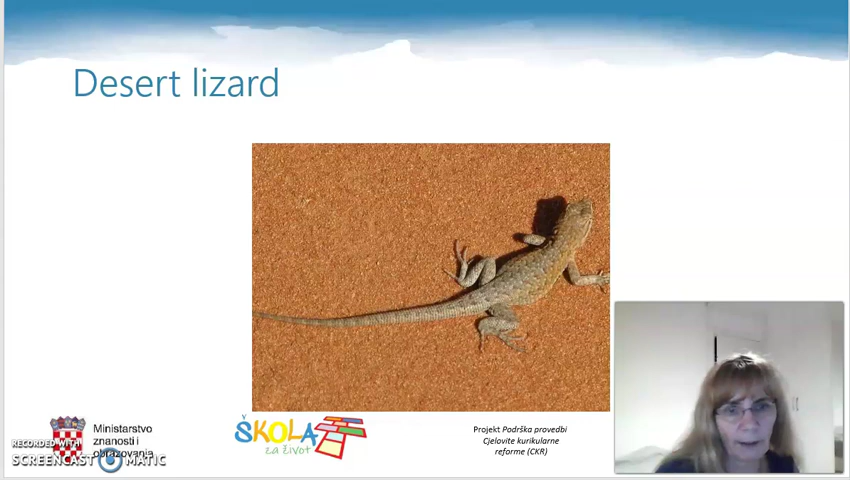 Desert lizard
Ministarstvo
znanosti i
obrazovanja
RECORDED WITH
SCREENCAST MATIC
ŠKOLA
za život
Projekt Podrška provedbi
Cjelovite kurikularne
reforme (CKR)